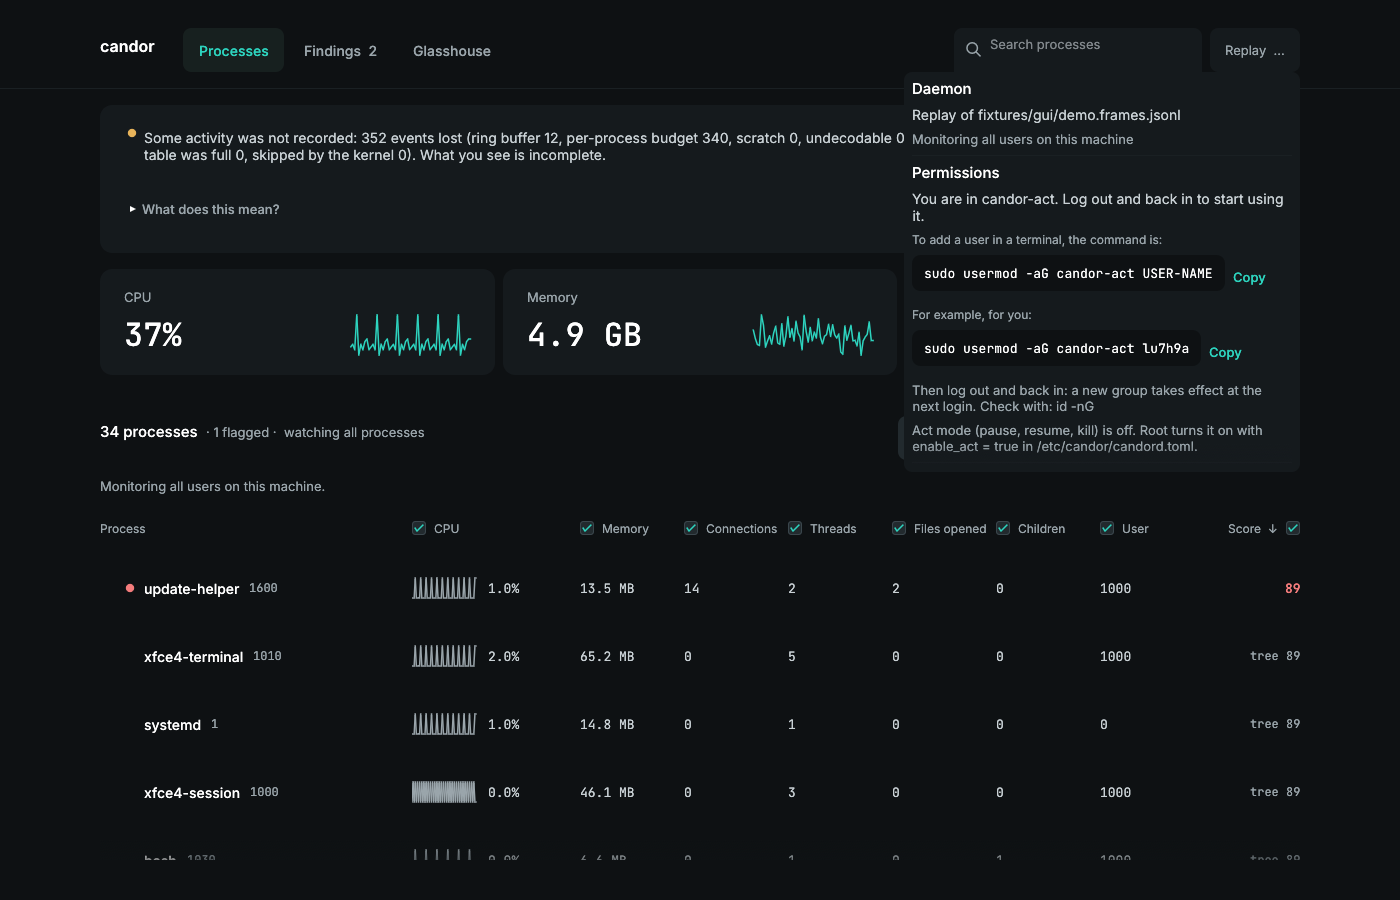 candor
Processes
Findings 2
Glasshouse
Search processes
Replay ...
Daemon
Replay of fixtures/gui/demo.frames.jsonl
Monitoring all users on this machine
Permissions
You are in candor-act. Log out and back in to start using
it.
To add a user in a terminal, the command is:
sudo usermod -aG candor-act USER-NAME Copy
For example, for you:
sudo usermod -aG candor-act lu7h9a Copy
Then log out and back in: a new group takes effect at the
next login. Check with: id -nG
Act mode (pause, resume, kill) is off. Root turns it on with
enable_act = true in /etc/candor/candord.toml.
Some activity was not recorded: 352 events lost (ring buffer 12, per-process budget 340, scratch 0, undecodable 0
table was full 0, skipped by the kernel 0). What you see is incomplete.
What does this mean?
CPU
37%
Memory
4.9 GB
34 processes · 1 flagged · watching all processes
Monitoring all users on this machine.
Process CPU Memory Connections Threads Files opened Children User Score ↓
update-helper 1600 1.0% 13.5 MB 14 2 2 0 1000 89
xfce4-terminal 1010 2.0% 65.2 MB 0 5 0 0 1000 tree 89
systemd 1 1.0% 14.8 MB 0 1 0 0 0 tree 89
xfce4-session 1000 0.0% 46.1 MB 0 3 0 0 1000 tree 89